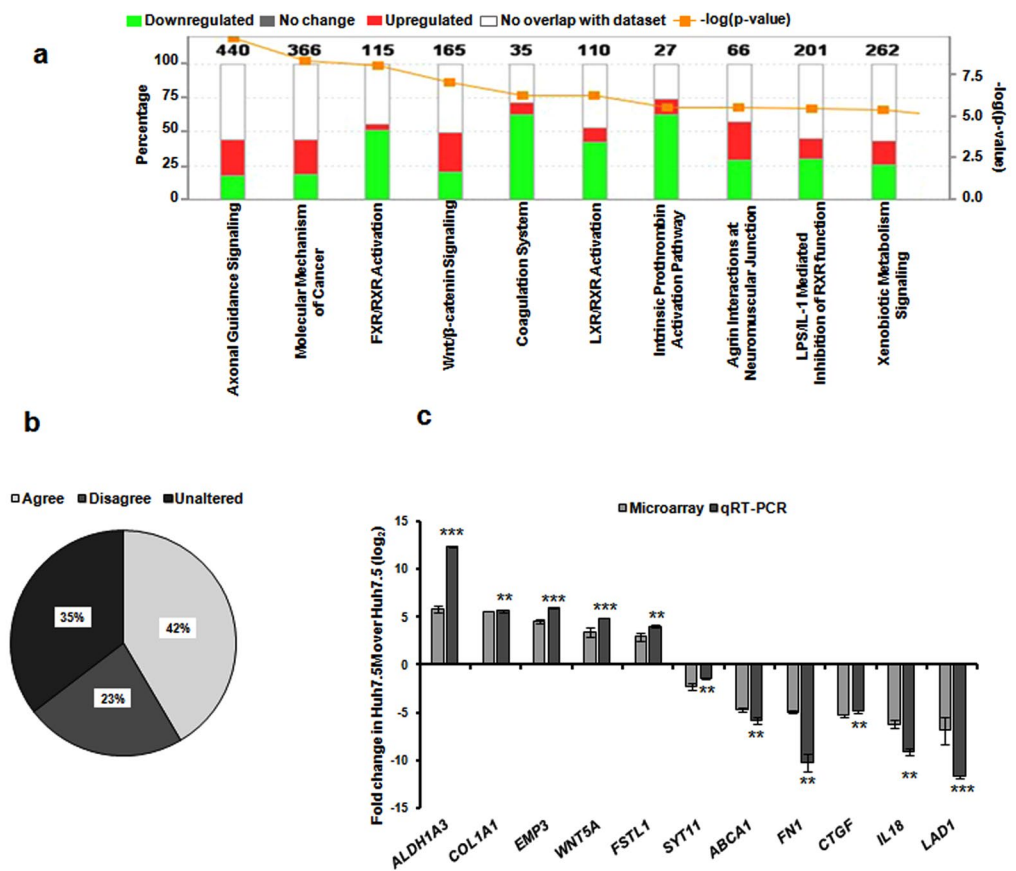 Downregulated No change Upregulated No overlap with dataset -log(p-value)
a
440 366 115 165 35 110 27 66 201 262
100
75
50
25
0
Percentage
7.5
5.0
2.5
0.0
-log(p-value)
Axonal Guidance Signaling
Molecular Mechanism
of Cancer
FXR/RXR Activation
Wnt/β-catenin Signaling
Coagulation System
LXR/RXR Activation
Intrinsic Prothrombin
Activation Pathway
Agrin Interactions at
Neuromuscular Junction
LPS/IL-1 Mediated
Inhibition of RXR function
Xenobiotic Metabolism
Signaling
b
Agree Disagree Unaltered
35%
42%
23%
c
Microarray qRT-PCR
Fold change in Huh7.5M over Huh7.5 (log2)
15
10
5
0
-5
-10
-15
*** ** *** *** ** ** ** ** ** ** ***
ALDH1A3 COL1A1 EMP3 WNT5A FSTL1 SYT11 ABCA1 FN1 CTGF IL18 LAD1